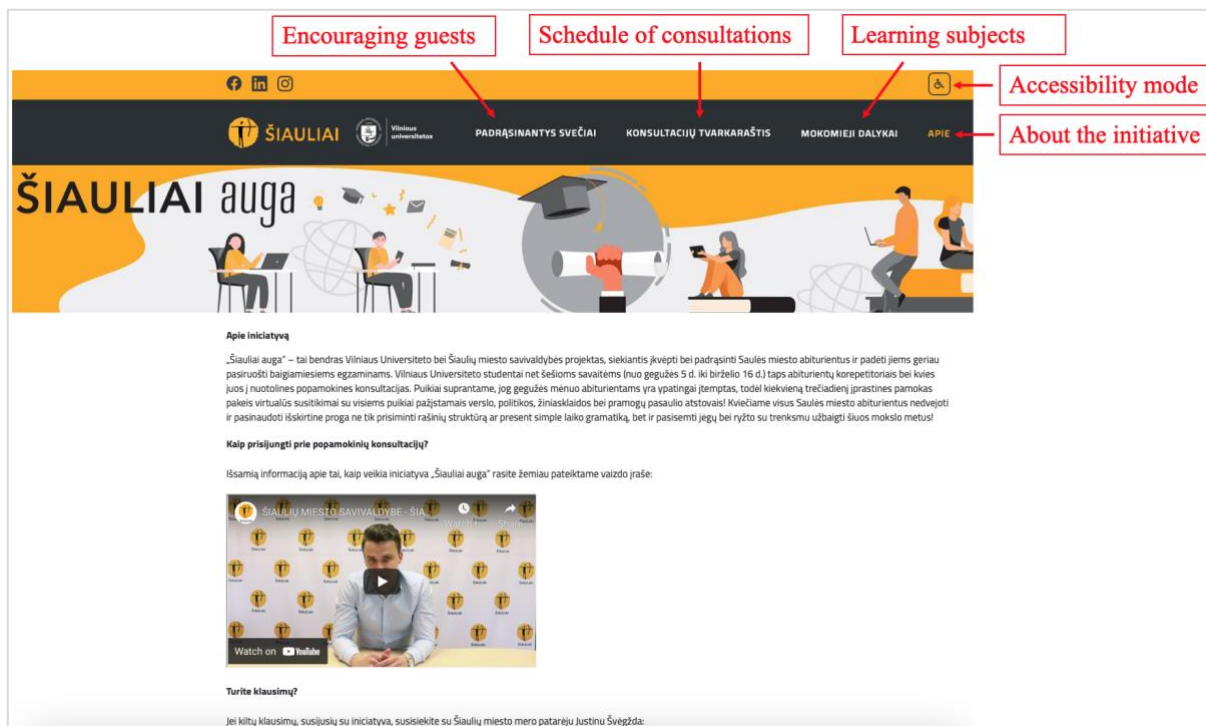 Encouraging guests
Schedule of consultations
Learning subjects
Accessibility mode
ŠIAULIAI
Vilniaus
universitetas
PADRĄSINANTYS SVEČIAI
KONSULTACIJŲ TVARKARAŠTIS
MOKOMIEJI DALYKAI
APIE
About the initiative
ŠIAULIAI auga
Apie iniciatyvą
„Šiauliai auga“ – tai bendras Vilniaus Universiteto bei Šiaulių miesto savivaldybės projektas, siekiantis įkvėpti bei padrąsinti Saulės miesto abiturientus ir padėti jiems geriau
pasiruošti baigiamiesiems egzaminams. Vilniaus Universiteto studentai net šešioms savaitėms (nuo gegužės 5 d. iki birželio 16 d.) taps abiturientų korepetitoriais bei kvies
juos į nuotolines popamokines konsultacijas. Puikiai suprantame, jog gegužės mėnuo abiturientams yra ypatingai įtemptas, todėl kiekvieną trečiadienį įprastines pamokas
pakeis virtualūs susitikimai su visiems puikiai pažįstamais verslo, politikos, žiniasklaidos bei pramogų pasaulio atstovais! Kviečiame visus Saulės miesto abiturientus nedvejoti
ir pasinaudoti išskirtine proga ne tik prisiminti rašinių struktūrą ar present simple laiko gramatiką, bet ir pasisemti jėgų bei ryžto su trenksmu užbaigti šiuos mokslo metus!
Kaip prisijungti prie popamokinių konsultacijų?
Išsamią informaciją apie tai, kaip veikia iniciatyva „Šiauliai auga“ rasite žemiau pateiktame vaizdo įraše:
ŠIAULIŲ MIESTO SAVIVALDYBĖ - ŠIA...
Watch on YouTube
Turite klausimų?
Jei kiltų klausimų, susijusių su iniciatyva, susisiekite su Šiaulių miesto mero patarėju Justinu Švėgžda: